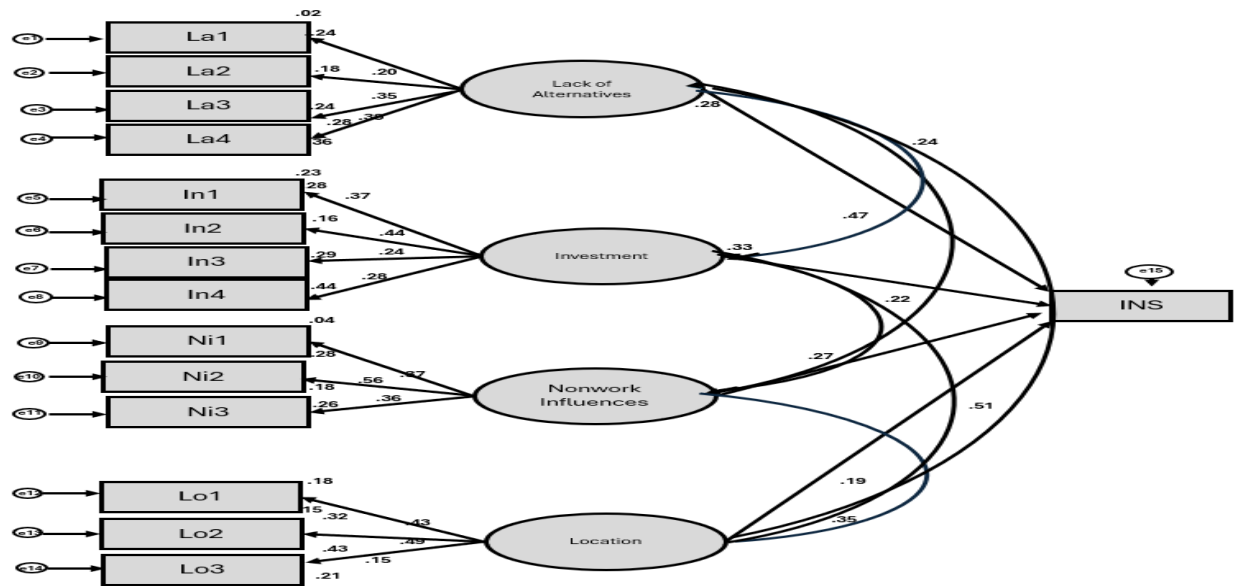 .02
e1
La1
.24
e2
La2
.18
.20
Lack of
Alternatives
e3
La3
.24
.35
.28
e4
La4
.28
.36
.24
.23
e5
In1
.28
.37
.47
e6
In2
.16
.44
e7
In3
.29
.24
Investment
.33
e15
e8
In4
.44
.28
.22
INS
.04
e9
Ni1
.28
.27
e10
Ni2
.56
.18
Nonwork
Influences
e11
Ni3
.26
.36
.51
e12
Lo1
.18
.19
.15
.32
.43
.35
e13
Lo2
.49
Location
.43
.15
e14
Lo3
.21